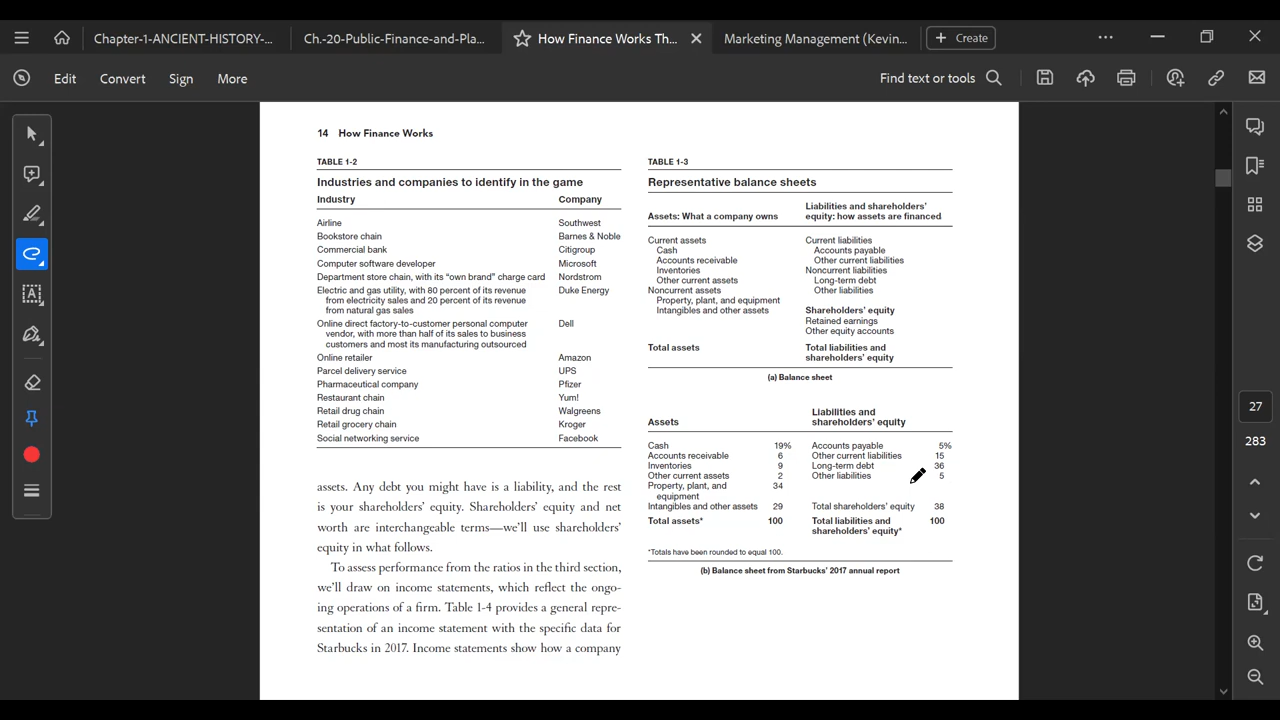 Chapter-1-ANCIENT-HISTORY-...
Ch.-20-Public-Finance-and-Pla...
How Finance Works Th...
Marketing Management (Kevin...
+ Create
Edit Convert Sign More
Find text or tools
14 How Finance Works
TABLE 1-2
Industries and companies to identify in the game
Industry Company
Airline Southwest
Bookstore chain Barnes & Noble
Commercial bank Citigroup
Computer software developer Microsoft
Department store chain, with its “own brand” charge card Nordstrom
Electric and gas utility, with 80 percent of its revenue Duke Energy
from electricity sales and 20 percent of its revenue
from natural gas sales
Online direct factory-to-customer personal computer Dell
vendor, with more than half of its sales to business
customers and most its manufacturing outsourced
Online retailer Amazon
Parcel delivery service UPS
Pharmaceutical company Pfizer
Restaurant chain Yum!
Retail drug chain Walgreens
Retail grocery chain Kroger
Social networking service Facebook
assets. Any debt you might have is a liability, and the rest
is your shareholders’ equity. Shareholders’ equity and net
worth are interchangeable terms—we’ll use shareholders’
equity in what follows.
To assess performance from the ratios in the third section,
we’ll draw on income statements, which reflect the ongo-
ing operations of a firm. Table 1-4 provides a general repre-
sentation of an income statement with the specific data for
Starbucks in 2017. Income statements show how a company
TABLE 1-3
Representative balance sheets
Liabilities and shareholders’
Assets: What a company owns equity: how assets are financed
Current assets Current liabilities
Cash Accounts payable
Accounts receivable Other current liabilities
Inventories Noncurrent liabilities
Other current assets Long-term debt
Noncurrent assets Other liabilities
Property, plant, and equipment Shareholders’ equity
Intangibles and other assets Retained earnings
Other equity accounts
Total assets Total liabilities and
shareholders’ equity
(a) Balance sheet
Liabilities and
Assets shareholders’ equity
Cash 19% Accounts payable 5%
Accounts receivable 6 Other current liabilities 15
Inventories 9 Long-term debt 36
Other current assets 2 Other liabilities 5
Property, plant, and 34
equipment
Intangibles and other assets 29 Total shareholders’ equity 38
Total assets* 100 Total liabilities and 100
shareholders’ equity*
*Totals have been rounded to equal 100.
(b) Balance sheet from Starbucks’ 2017 annual report
27
283